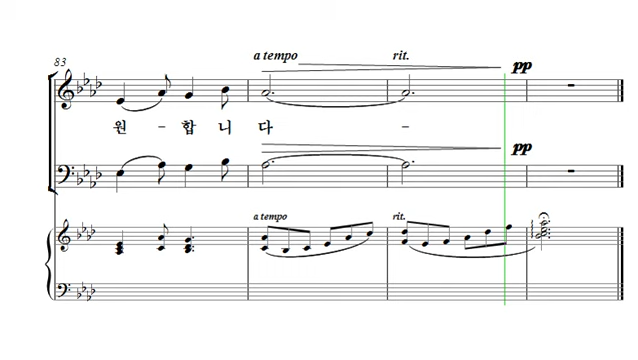 83
a tempo rit. pp
원 - 합 니 다 -
pp
a tempo rit.